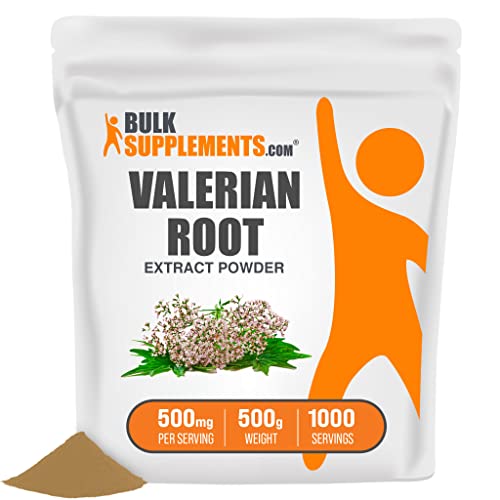 BULK
SUPPLEMENTS.COM®
VALERIAN
ROOT
EXTRACT POWDER
500mg 500g 1000
PER SERVING WEIGHT SERVINGS